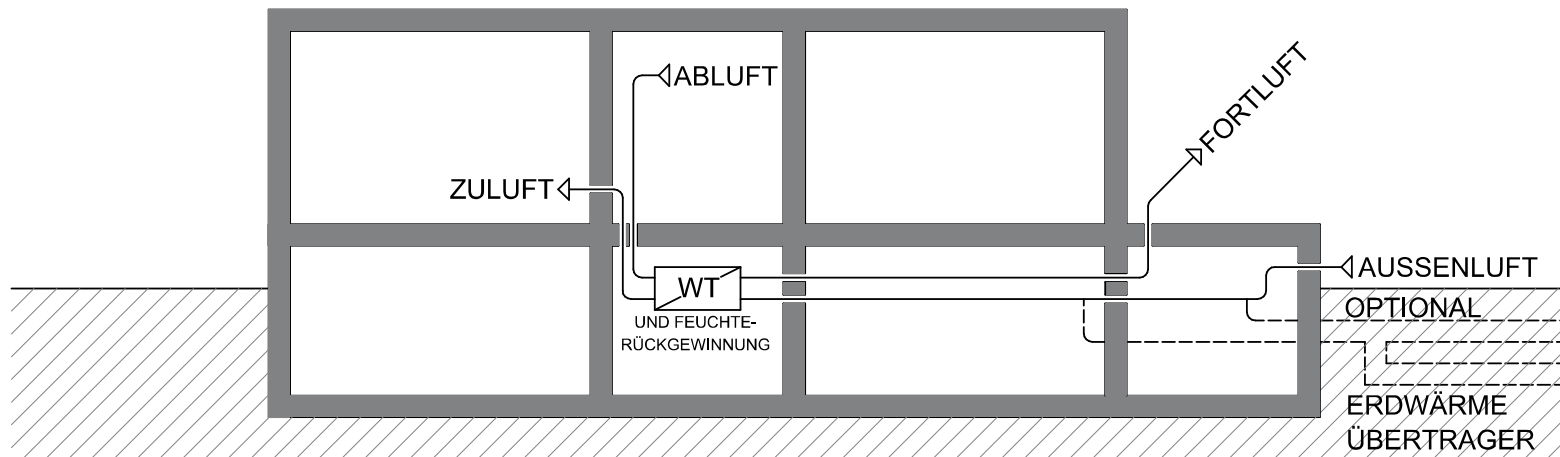 ABLUFT
FORTLUFT
ZULUFT
WT
UND FEUCHTE-
RÜCKGEWINNUNG
AUSSENLUFT
OPTIONAL
ERDWÄRME
ÜBERTRAGER